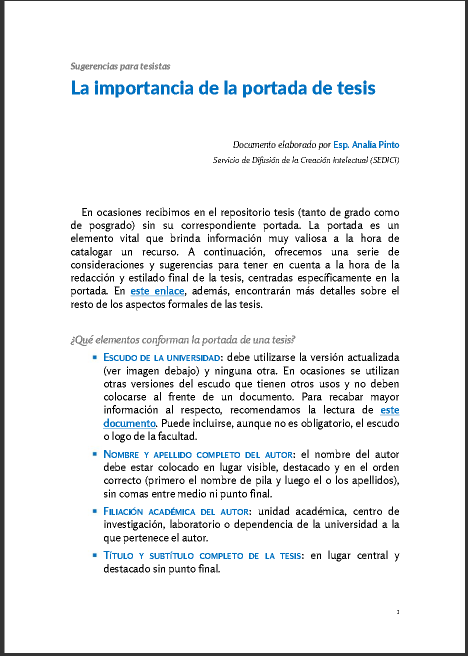 Sugerencias para tesistas
La importancia de la portada de tesis
Documento elaborado por Esp. Analía Pinto
Servicio de Difusión de la Creación Intelectual (SEDICI)
En ocasiones recibimos en el repositorio tesis (tanto de grado como
de posgrado) sin su correspondiente portada. La portada es un
elemento vital que brinda información muy valiosa a la hora de
catalogar un recurso. A continuación, ofrecemos una serie de
consideraciones y sugerencias para tener en cuenta a la hora de la
redacción y estilado final de la tesis, centradas específicamente en la
portada. En este enlace, además, encontrarán más detalles sobre el
resto de los aspectos formales de las tesis.
¿Qué elementos conforman la portada de una tesis?
▪ ESCUDO DE LA UNIVERSIDAD: debe utilizarse la versión actualizada
(ver imagen debajo) y ninguna otra. En ocasiones se utilizan
otras versiones del escudo que tienen otros usos y no deben
colocarse al frente de un documento. Para recabar mayor
información al respecto, recomendamos la lectura de este
documento. Puede incluirse, aunque no es obligatorio, el escudo
o logo de la facultad.
▪ NOMBRE Y APELLIDO COMPLETO DEL AUTOR: el nombre del autor
debe estar colocado en lugar visible, destacado y en el orden
correcto (primero el nombre de pila y luego el o los apellidos),
sin comas entre medio ni punto final.
▪ FILIACIÓN ACADÉMICA DEL AUTOR: unidad académica, centro de
investigación, laboratorio o dependencia de la universidad a la
que pertenece el autor.
▪ TÍTULO Y SUBTÍTULO COMPLETO DE LA TESIS: en lugar central y
destacado sin punto final.
1